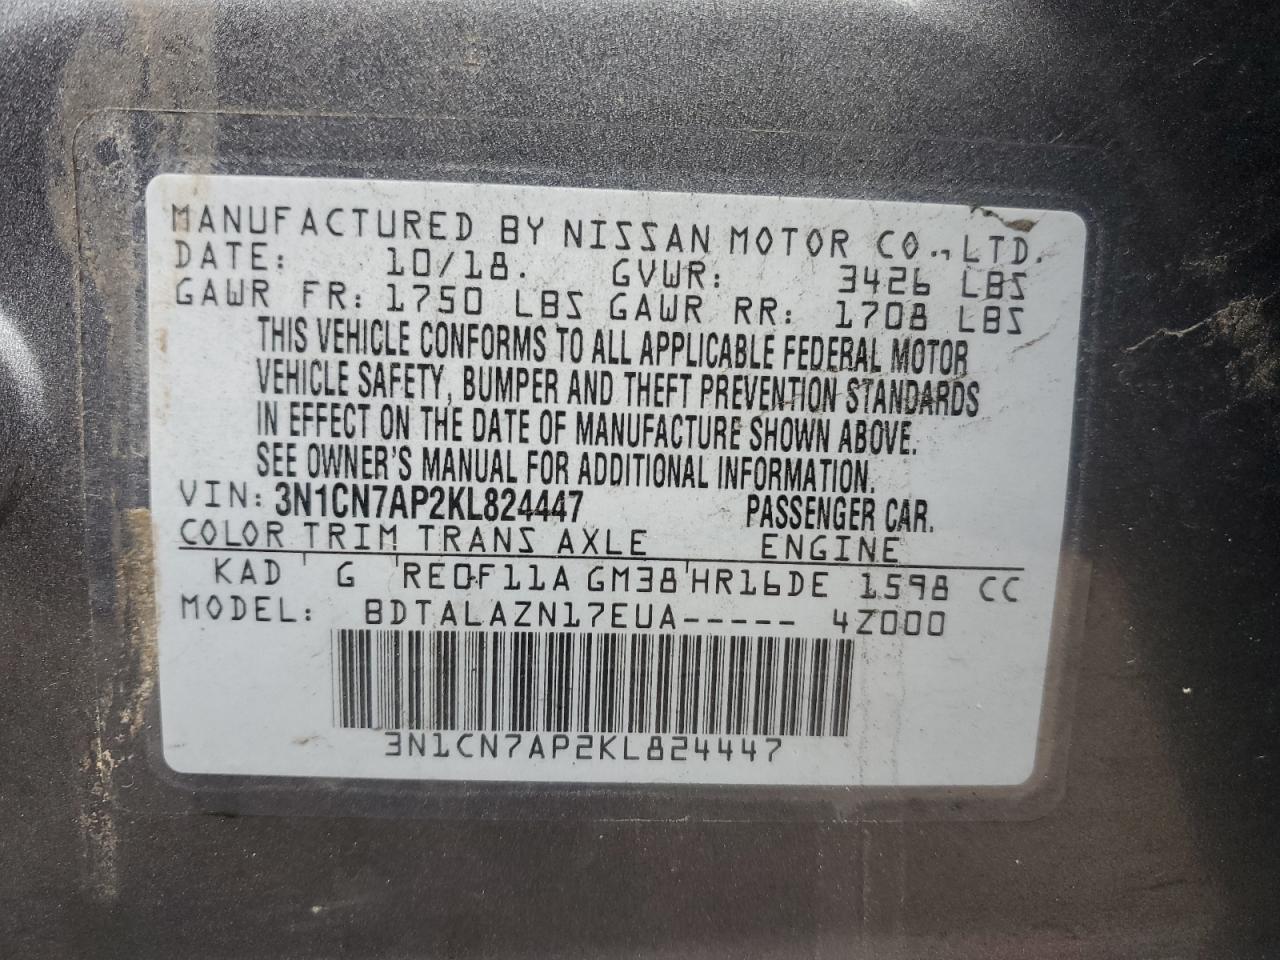 MANUFACTURED BY NISSAN MOTOR CO., LTD.
DATE: 10/18. GVWR: 3426 LBS
GAWR FR: 1750 LBS GAWR RR: 1708 LBS
THIS VEHICLE CONFORMS TO ALL APPLICABLE FEDERAL MOTOR
VEHICLE SAFETY, BUMPER AND THEFT PREVENTION STANDARDS
IN EFFECT ON THE DATE OF MANUFACTURE SHOWN ABOVE.
SEE OWNER'S MANUAL FOR ADDITIONAL INFORMATION.
VIN: 3N1CN7AP2KL824447 PASSENGER CAR.
COLOR TRIM TRANS AXLE ENGINE
KAD G RE0F11A GM38 HR16DE 1598 CC
MODEL: BDTALAZN17EUA----- 4Z000
3N1CN7AP2KL824447